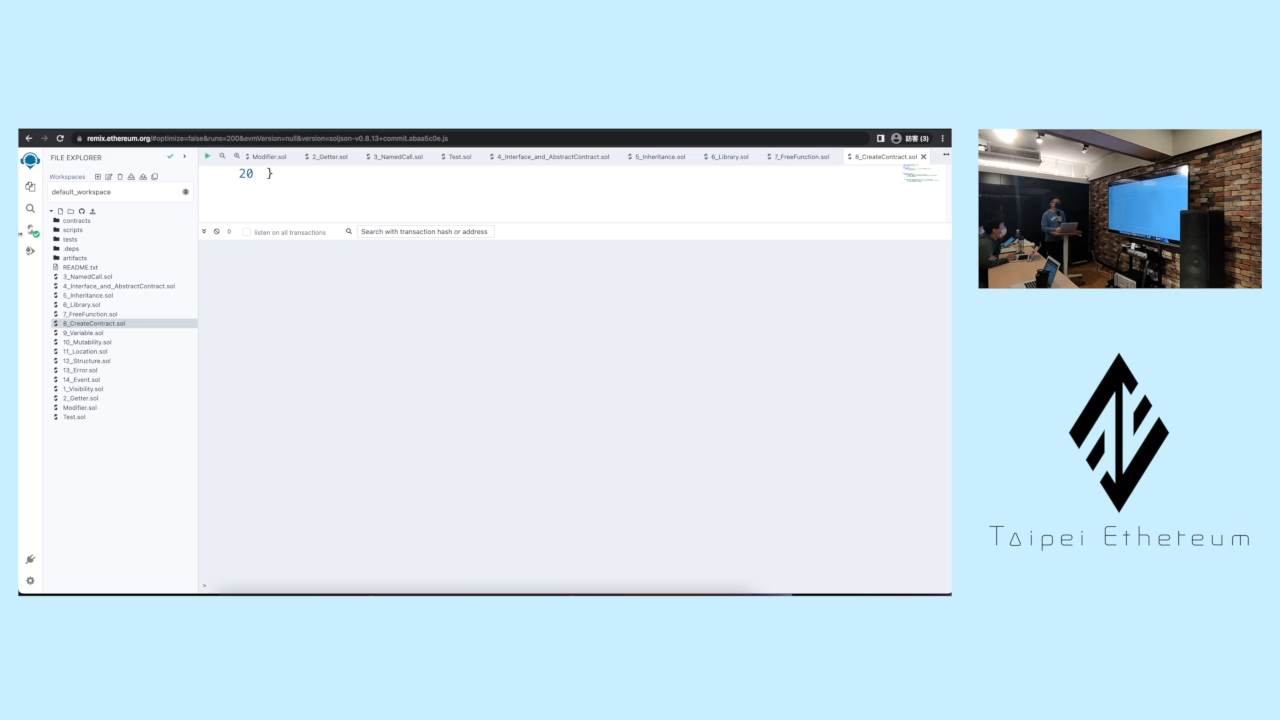 remix.ethereum.org/#optimize=false&runs=200&evmVersion=null&version=soljson-v0.8.13+commit.abaa5c0e.js
訪客 (3)
FILE EXPLORER
Modifier.sol
2_Getter.sol
3_NamedCall.sol
Test.sol
4_Interface_and_AbstractContract.sol
5_Inheritance.sol
6_Library.sol
7_FreeFunction.sol
8_CreateContract.sol
Workspaces
default_workspace
20 }
0
listen on all transactions
Search with transaction hash or address
contracts
scripts
tests
.deps
artifacts
README.txt
3_NamedCall.sol
4_Interface_and_AbstractContract.sol
5_Inheritance.sol
6_Library.sol
7_FreeFunction.sol
8_CreateContract.sol
9_Variable.sol
10_Mutability.sol
11_Location.sol
12_Structure.sol
13_Error.sol
14_Event.sol
1_Visibility.sol
2_Getter.sol
Modifier.sol
Test.sol
>
Taipei Ethereum